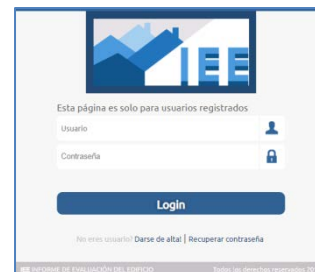 IEE
Esta página es solo para usuarios registrados
Usuario
Contraseña
Login
No eres usuario? Darse de alta! | Recuperar contraseña
IEE INFORME DE EVALUACIÓN DEL EDIFICIO Todos los derechos reservados